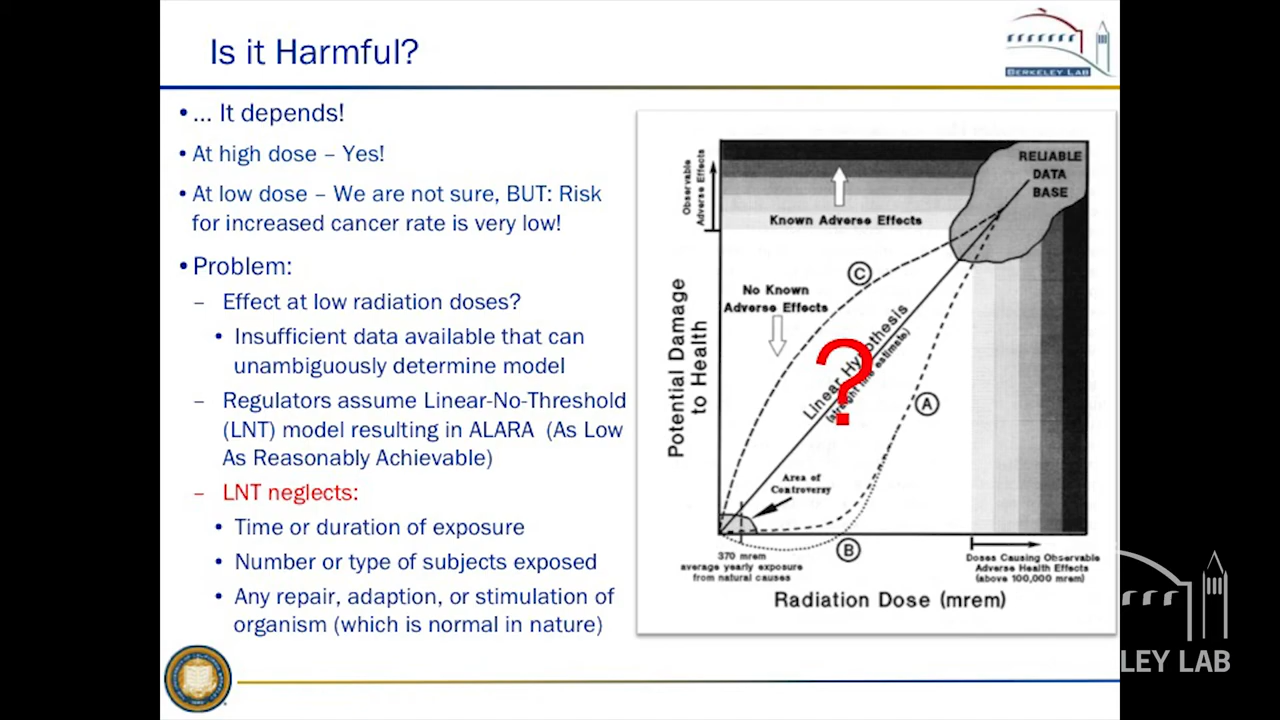 Is it Harmful?
BERKELEY LAB
• ... It depends!
• At high dose – Yes!
• At low dose – We are not sure, BUT: Risk
for increased cancer rate is very low!
• Problem:
– Effect at low radiation doses?
• Insufficient data available that can
unambiguously determine model
– Regulators assume Linear-No-Threshold
(LNT) model resulting in ALARA (As Low
As Reasonably Achievable)
– LNT neglects:
• Time or duration of exposure
• Number or type of subjects exposed
• Any repair, adaption, or stimulation of
organism (which is normal in nature)
Observable
Adverse Effects
RELIABLE
DATA
BASE
Known Adverse Effects
C
No Known
Adverse Effects
Potential Damage
to Health
Linear Hypothesis
(straight line estimate)
?
A
Area of
Controversy
B
370 mrem
average yearly exposure
from natural causes
Doses Causing Observable
Adverse Health Effects
(above 100,000 mrem)
Radiation Dose (mrem)
LEY LAB